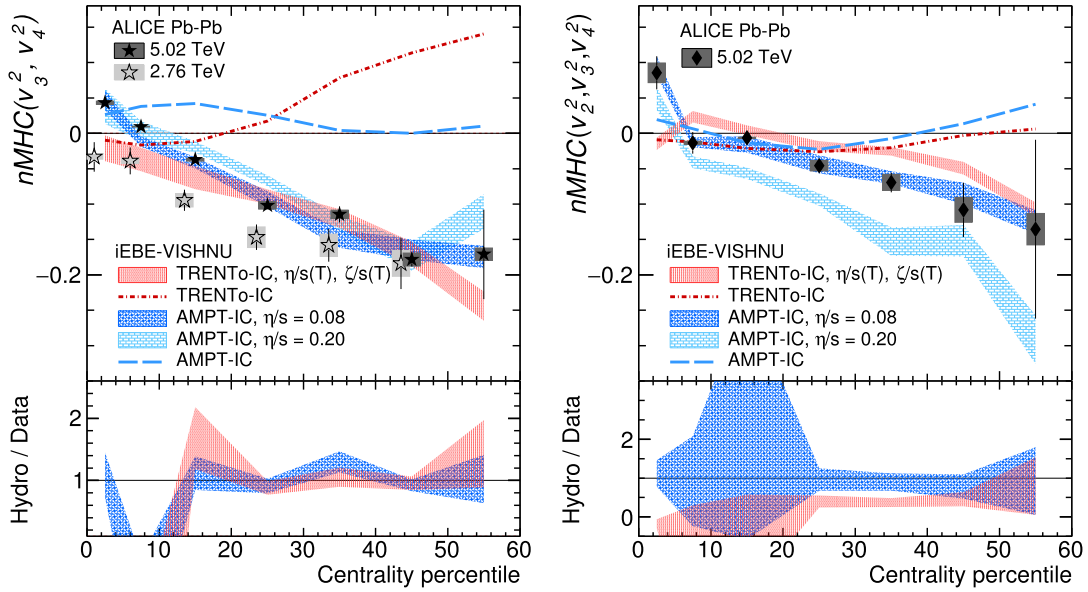 nMHC(v₃², v₄²)
ALICE Pb-Pb
5.02 TeV
2.76 TeV
0
−0.2
iEBE-VISHNU
TRENTo-IC, η/s(T), ζ/s(T)
TRENTo-IC
AMPT-IC, η/s = 0.08
AMPT-IC, η/s = 0.20
AMPT-IC
Hydro / Data
2
1
0 10 20 30 40 50 60
Centrality percentile
nMHC(v₂², v₃², v₄²)
ALICE Pb-Pb
5.02 TeV
0
−0.2
iEBE-VISHNU
TRENTo-IC, η/s(T), ζ/s(T)
TRENTo-IC
AMPT-IC, η/s = 0.08
AMPT-IC, η/s = 0.20
AMPT-IC
Hydro / Data
2
0
0 10 20 30 40 50 60
Centrality percentile